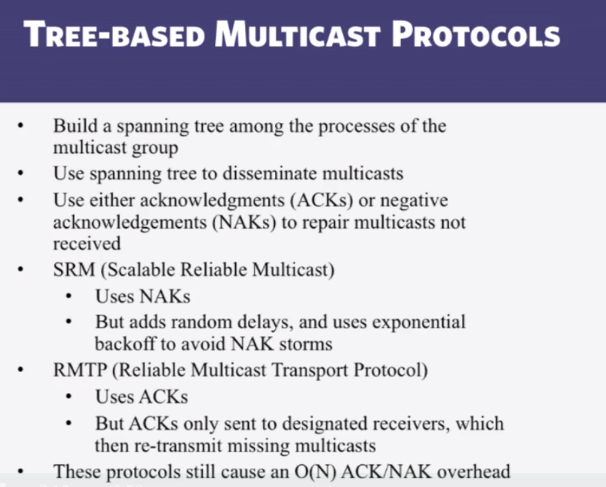 TREE-BASED MULTICAST PROTOCOLS
• Build a spanning tree among the processes of the
multicast group
• Use spanning tree to disseminate multicasts
• Use either acknowledgments (ACKs) or negative
acknowledgements (NAKs) to repair multicasts not
received
• SRM (Scalable Reliable Multicast)
• Uses NAKs
• But adds random delays, and uses exponential
backoff to avoid NAK storms
• RMTP (Reliable Multicast Transport Protocol)
• Uses ACKs
• But ACKs only sent to designated receivers, which
then re-transmit missing multicasts
• These protocols still cause an O(N) ACK/NAK overhead